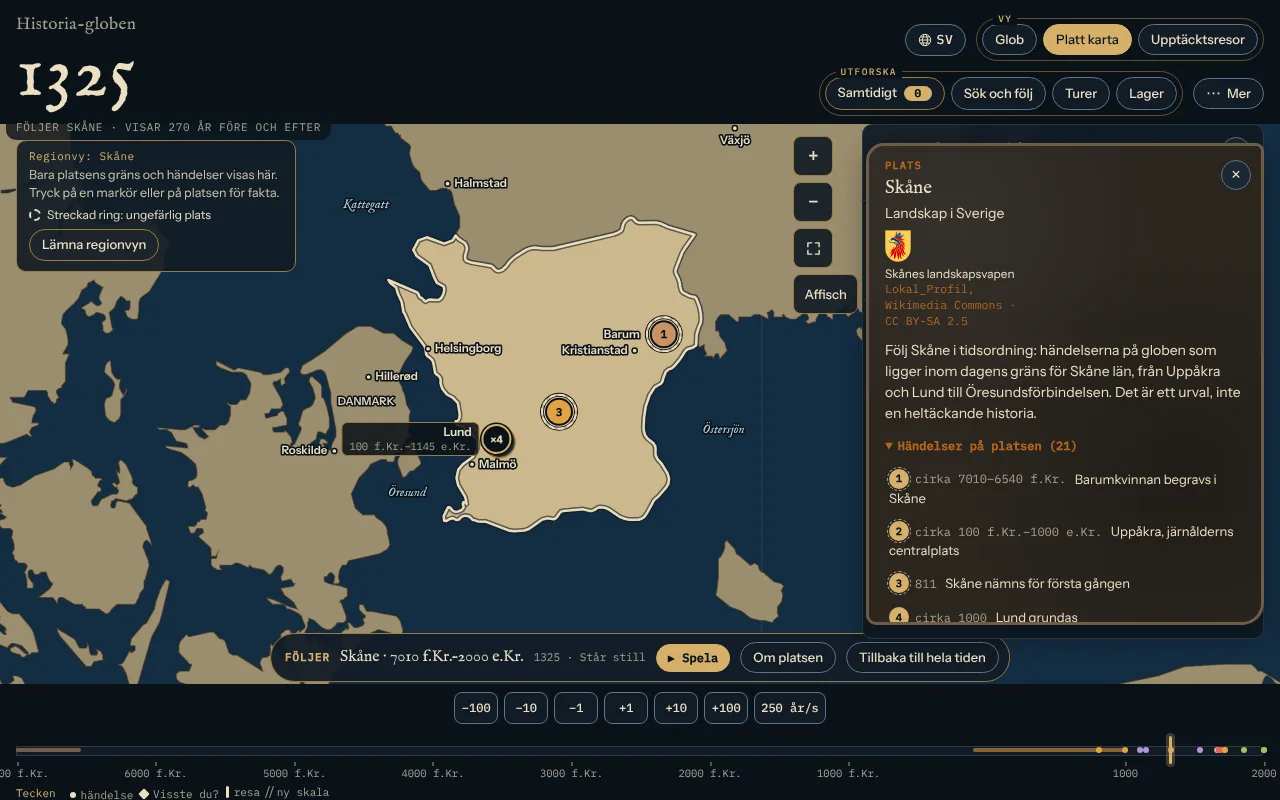 Historia-globen
1325
FÖLJER SKÅNE · VISAR 270 ÅR FÖRE OCH EFTER
SV
VY
Glob
Platt karta
Upptäcktsresor
UTFORSKA
Samtidigt 0
Sök och följ
Turer
Lager
··· Mer
Regionvy: Skåne
Bara platsens gräns och händelser visas här.
Tryck på en markör eller på platsen för fakta.
Streckad ring: ungefärlig plats
Lämna regionvyn
Växjö
Halmstad
Kattegatt
Barum
1
Kristianstad
Helsingborg
Hillerød
DANMARK
3
Lund
100 f.Kr.–1145 e.Kr.
×4
Roskilde
Malmö
Östersjön
Öresund
+
−
Affisch
PLATS
Skåne
×
Landskap i Sverige
Skånes landskapsvapen
Lokal_Profil,
Wikimedia Commons ·
CC BY-SA 2.5
Följ Skåne i tidsordning: händelserna på globen som
ligger inom dagens gräns för Skåne län, från Uppåkra
och Lund till Öresundsförbindelsen. Det är ett urval, inte
en heltäckande historia.
▼ Händelser på platsen (21)
1 cirka 7010–6540 f.Kr. Barumkvinnan begravs i
Skåne
2 cirka 100 f.Kr.–1000 e.Kr. Uppåkra, järnålderns
centralplats
3 811 Skåne nämns för första gången
4 cirka 1000 Lund grundas
FÖLJER Skåne · 7010 f.Kr.–2000 e.Kr. 1325 · Står still
▶ Spela
Om platsen
Tillbaka till hela tiden
−100
−10
−1
+1
+10
+100
250 år/s
00 f.Kr.
6000 f.Kr.
5000 f.Kr.
4000 f.Kr.
3000 f.Kr.
2000 f.Kr.
1000 f.Kr.
1000
2000
Tecken händelse Visste du? resa // ny skala